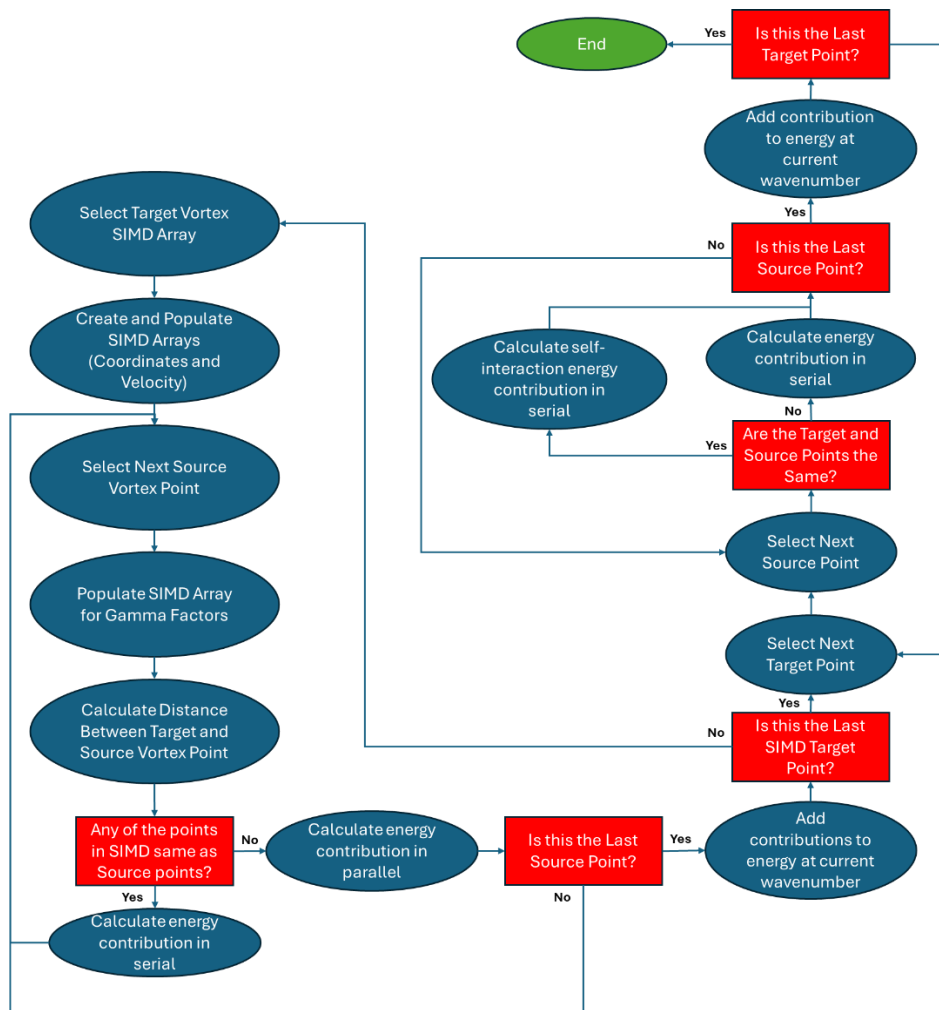 Select Target Vortex
SIMD Array
Create and Populate
SIMD Arrays
(Coordinates and
Velocity)
Select Next Source
Vortex Point
Populate SIMD Array
for Gamma Factors
Calculate Distance
Between Target and
Source Vortex Point
Any of the points
in SIMD same as
Source points?
No
Yes
Calculate energy
contribution in
serial
Calculate energy
contribution in
parallel
Is this the Last
Source Point?
Yes
No
Add
contributions to
energy at current
wavenumber
Is this the Last
SIMD Target
Point?
No
Yes
Select Next
Target Point
Select Next
Source Point
Are the Target and
Source Points the
Same?
Yes
No
Calculate self-
interaction energy
contribution in
serial
Calculate energy
contribution in
serial
Is this the Last
Source Point?
No
Yes
Add contribution
to energy at
current
wavenumber
Is this the Last
Target Point?
Yes
End